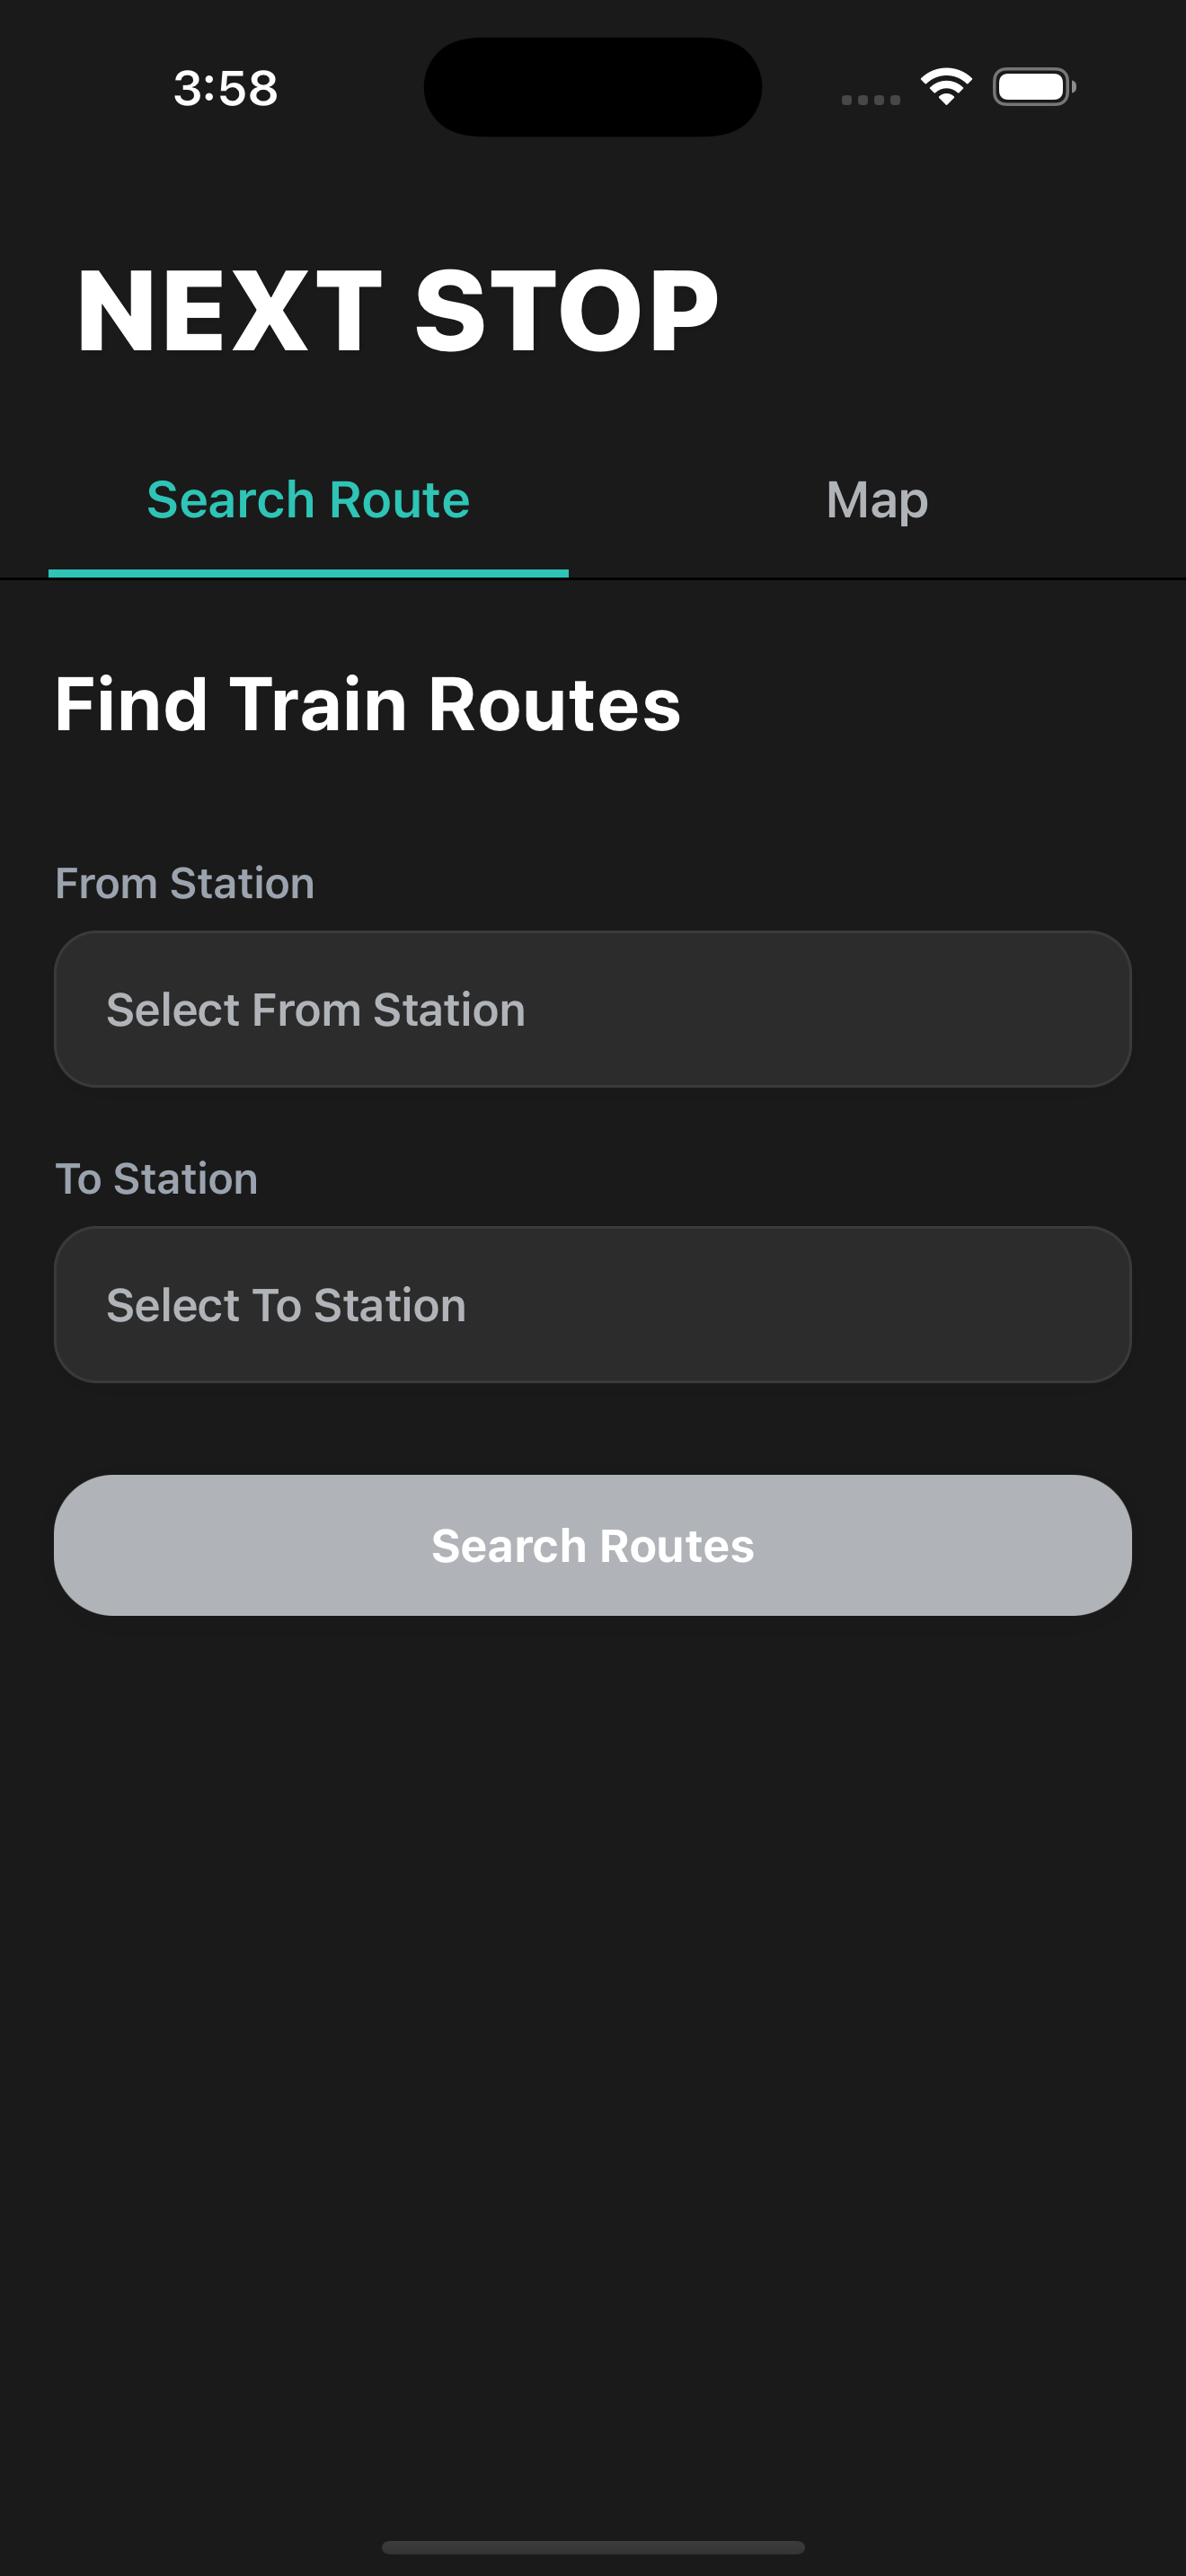 3:58
NEXT STOP
Search Route
Map
Find Train Routes
From Station
Select From Station
To Station
Select To Station
Search Routes